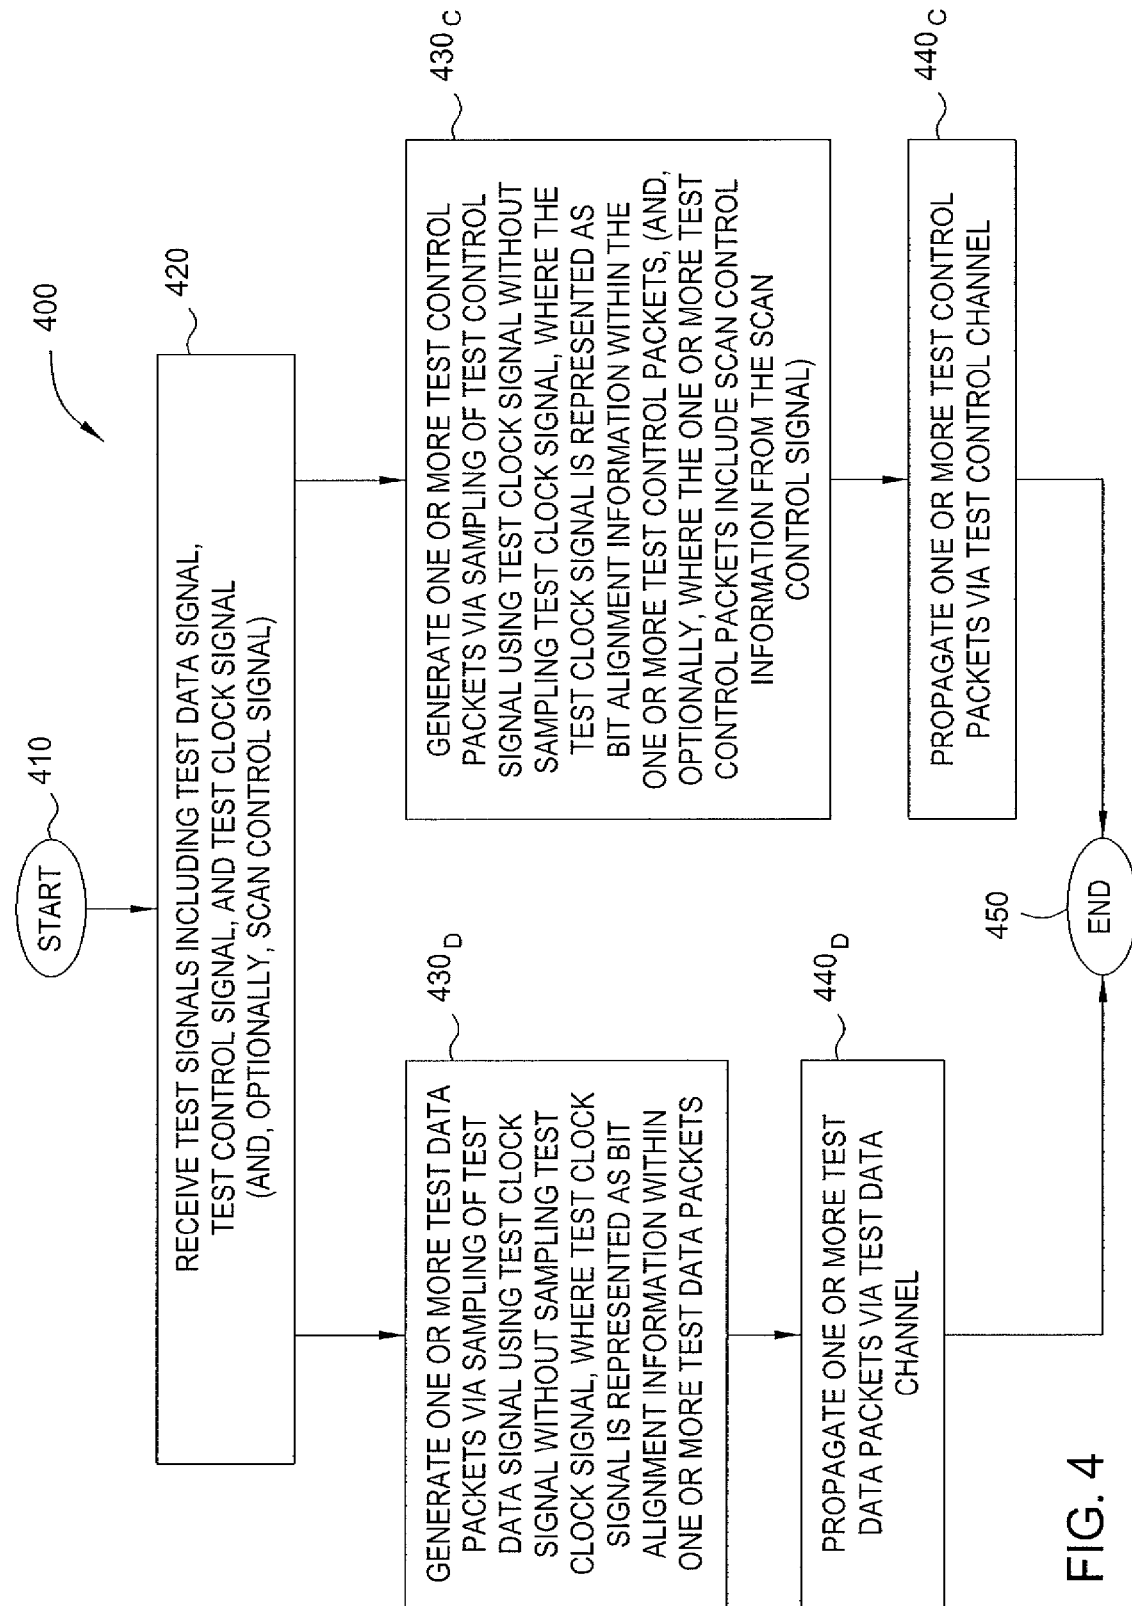 400
START
410
420
RECEIVE TEST SIGNALS INCLUDING TEST DATA SIGNAL,
TEST CONTROL SIGNAL, AND TEST CLOCK SIGNAL
(AND, OPTIONALLY, SCAN CONTROL SIGNAL)
430D
GENERATE ONE OR MORE TEST DATA
PACKETS VIA SAMPLING OF TEST
DATA SIGNAL USING TEST CLOCK
SIGNAL WITHOUT SAMPLING TEST
CLOCK SIGNAL, WHERE TEST CLOCK
SIGNAL IS REPRESENTED AS BIT
ALIGNMENT INFORMATION WITHIN
ONE OR MORE TEST DATA PACKETS
430C
GENERATE ONE OR MORE TEST CONTROL
PACKETS VIA SAMPLING OF TEST CONTROL
SIGNAL USING TEST CLOCK SIGNAL WITHOUT
SAMPLING TEST CLOCK SIGNAL, WHERE THE
TEST CLOCK SIGNAL IS REPRESENTED AS
BIT ALIGNMENT INFORMATION WITHIN THE
ONE OR MORE TEST CONTROL PACKETS, (AND,
OPTIONALLY, WHERE THE ONE OR MORE TEST
CONTROL PACKETS INCLUDE SCAN CONTROL
INFORMATION FROM THE SCAN
CONTROL SIGNAL)
440D
PROPAGATE ONE OR MORE TEST
DATA PACKETS VIA TEST DATA
CHANNEL
440C
PROPAGATE ONE OR MORE TEST CONTROL
PACKETS VIA TEST CONTROL CHANNEL
450
END
FIG. 4